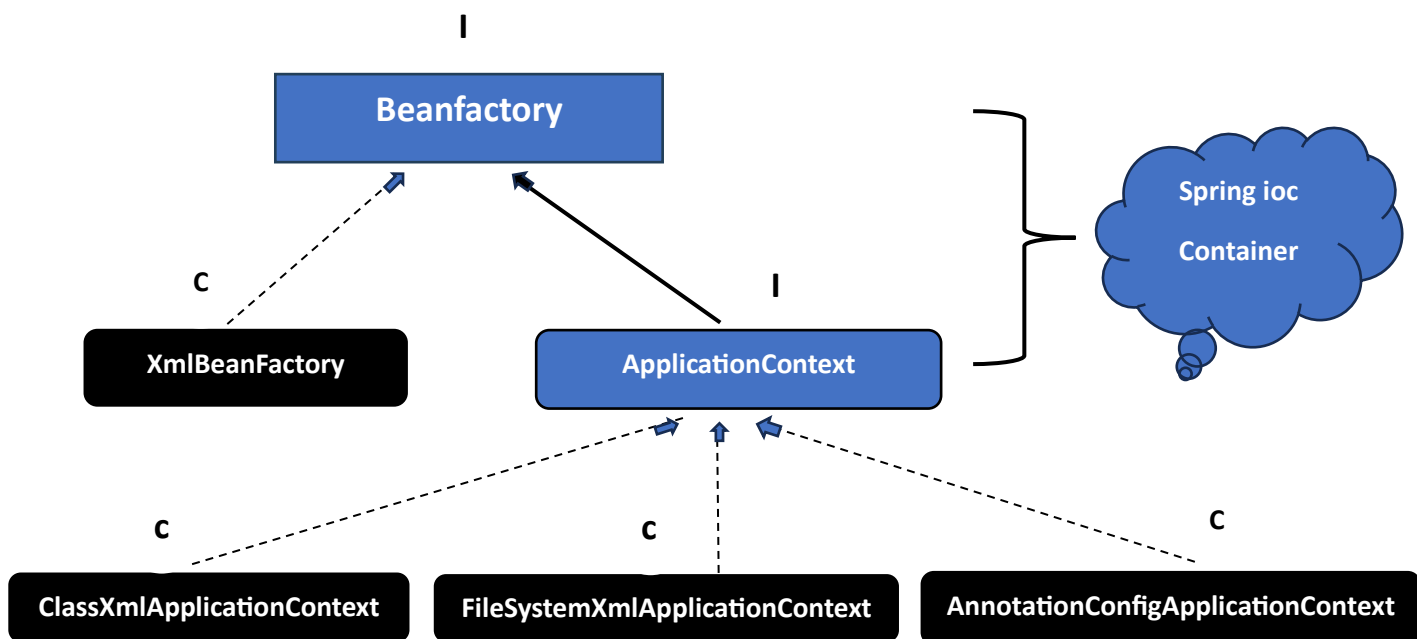 I
Beanfactory
Spring ioc
Container
C
I
XmlBeanFactory
ApplicationContext
c
c
C
ClassXmlApplicationContext
FileSystemXmlApplicationContext
AnnotationConfigApplicationContext